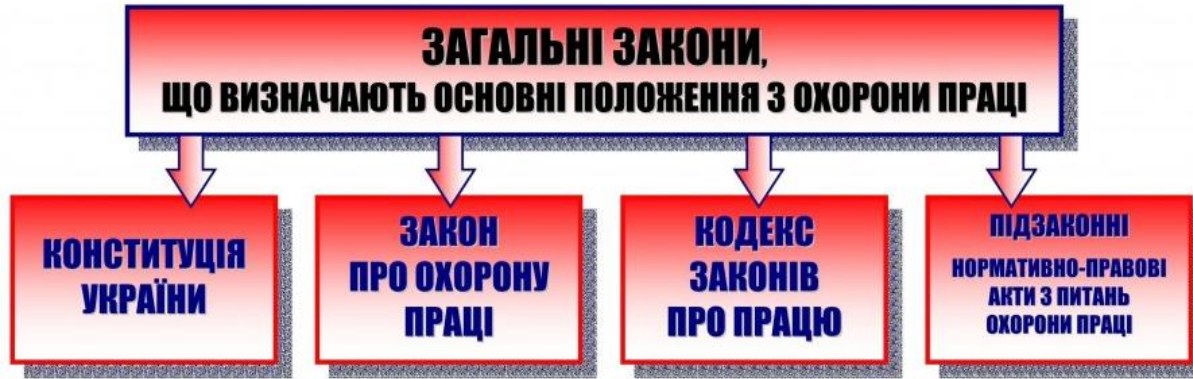 ЗАГАЛЬНІ ЗАКОНИ,
ЩО ВИЗНАЧАЮТЬ ОСНОВНІ ПОЛОЖЕННЯ З ОХОРОНИ ПРАЦІ
КОНСТИТУЦІЯ
УКРАЇНИ
ЗАКОН
ПРО ОХОРОНУ
ПРАЦІ
КОДЕКС
ЗАКОНІВ
ПРО ПРАЦЮ
ПІДЗАКОННІ
НОРМАТИВНО-ПРАВОВІ
АКТИ З ПИТАНЬ
ОХОРОНИ ПРАЦІ